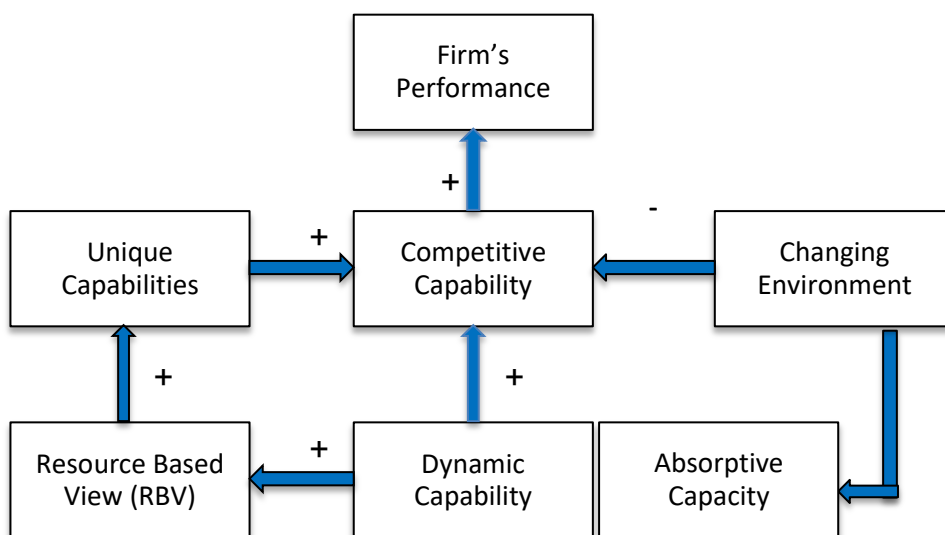 Firm’s
Performance
+
-
Unique
Capabilities
+
Competitive
Capability
Changing
Environment
+
+
Resource Based
View (RBV)
+
Dynamic
Capability
Absorptive
Capacity